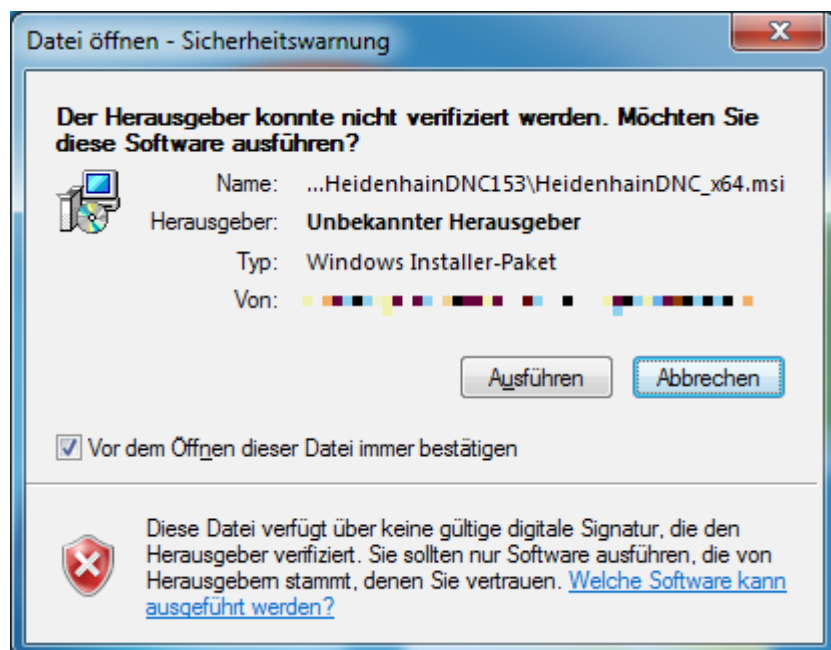 Datei öffnen - Sicherheitswarnung
Der Herausgeber konnte nicht verifiziert werden. Möchten Sie
diese Software ausführen?
Name: ...HeidenhainDNC153\HeidenhainDNC_x64.msi
Herausgeber: Unbekannter Herausgeber
Typ: Windows Installer-Paket
Von:
Ausführen Abbrechen
Vor dem Öffnen dieser Datei immer bestätigen
Diese Datei verfügt über keine gültige digitale Signatur, die den
Herausgeber verifiziert. Sie sollten nur Software ausführen, die von
Herausgebern stammt, denen Sie vertrauen. Welche Software kann
ausgeführt werden?